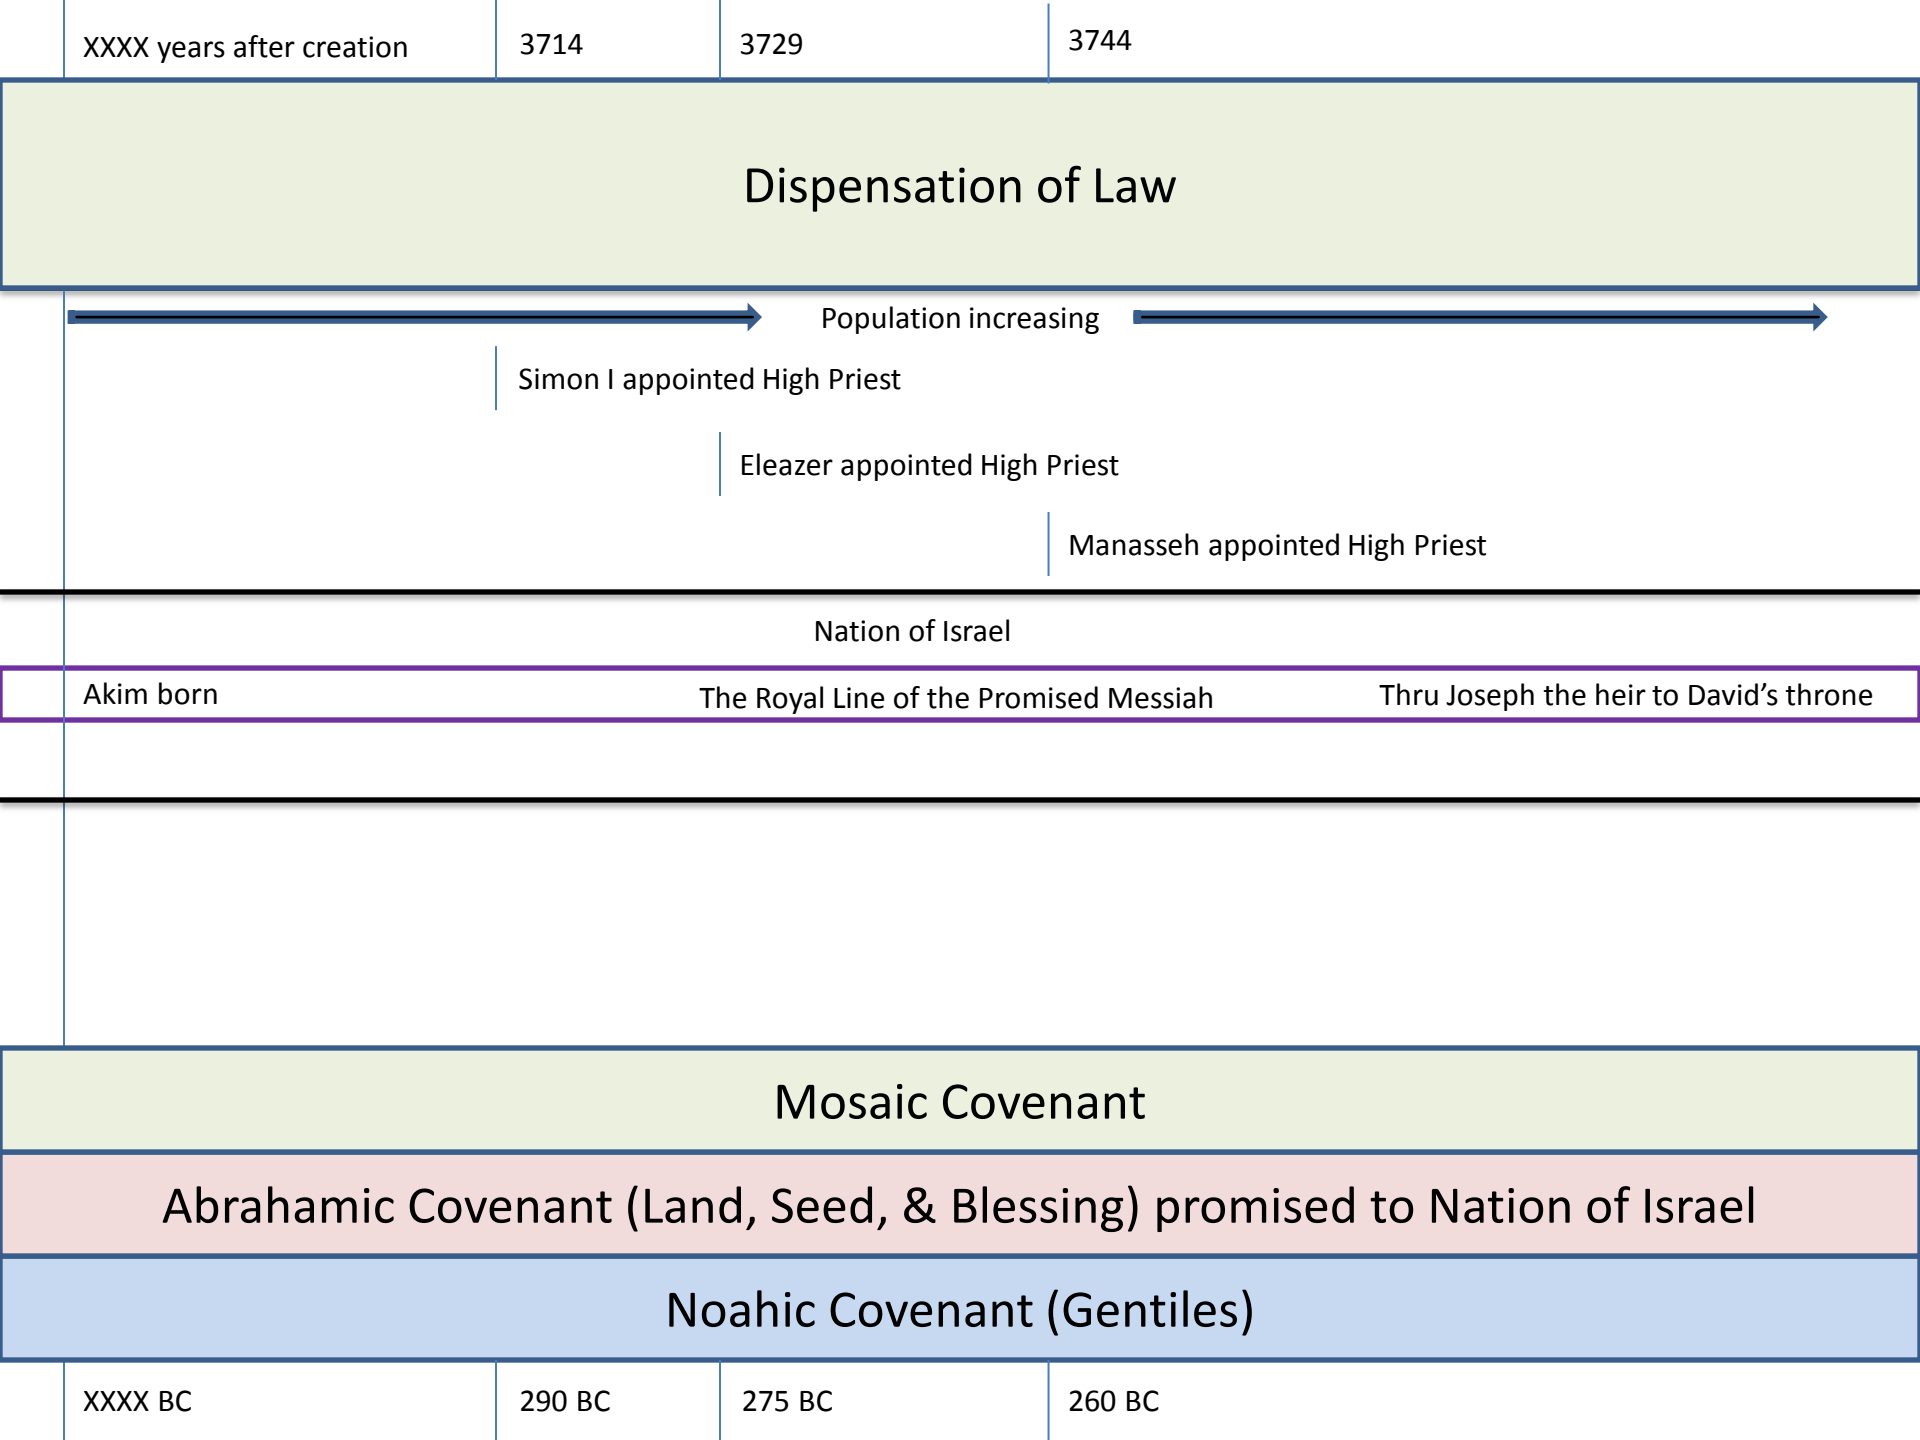 XXXX years after creation
3714
3729
3744
Dispensation of Law
Population increasing
Simon I appointed High Priest
Eleazer appointed High Priest
Manasseh appointed High Priest
Nation of Israel
Akim born
The Royal Line of the Promised Messiah
Thru Joseph the heir to David’s throne
Mosaic Covenant
Abrahamic Covenant (Land, Seed, & Blessing) promised to Nation of Israel
Noahic Covenant (Gentiles)
XXXX BC
290 BC
275 BC
260 BC